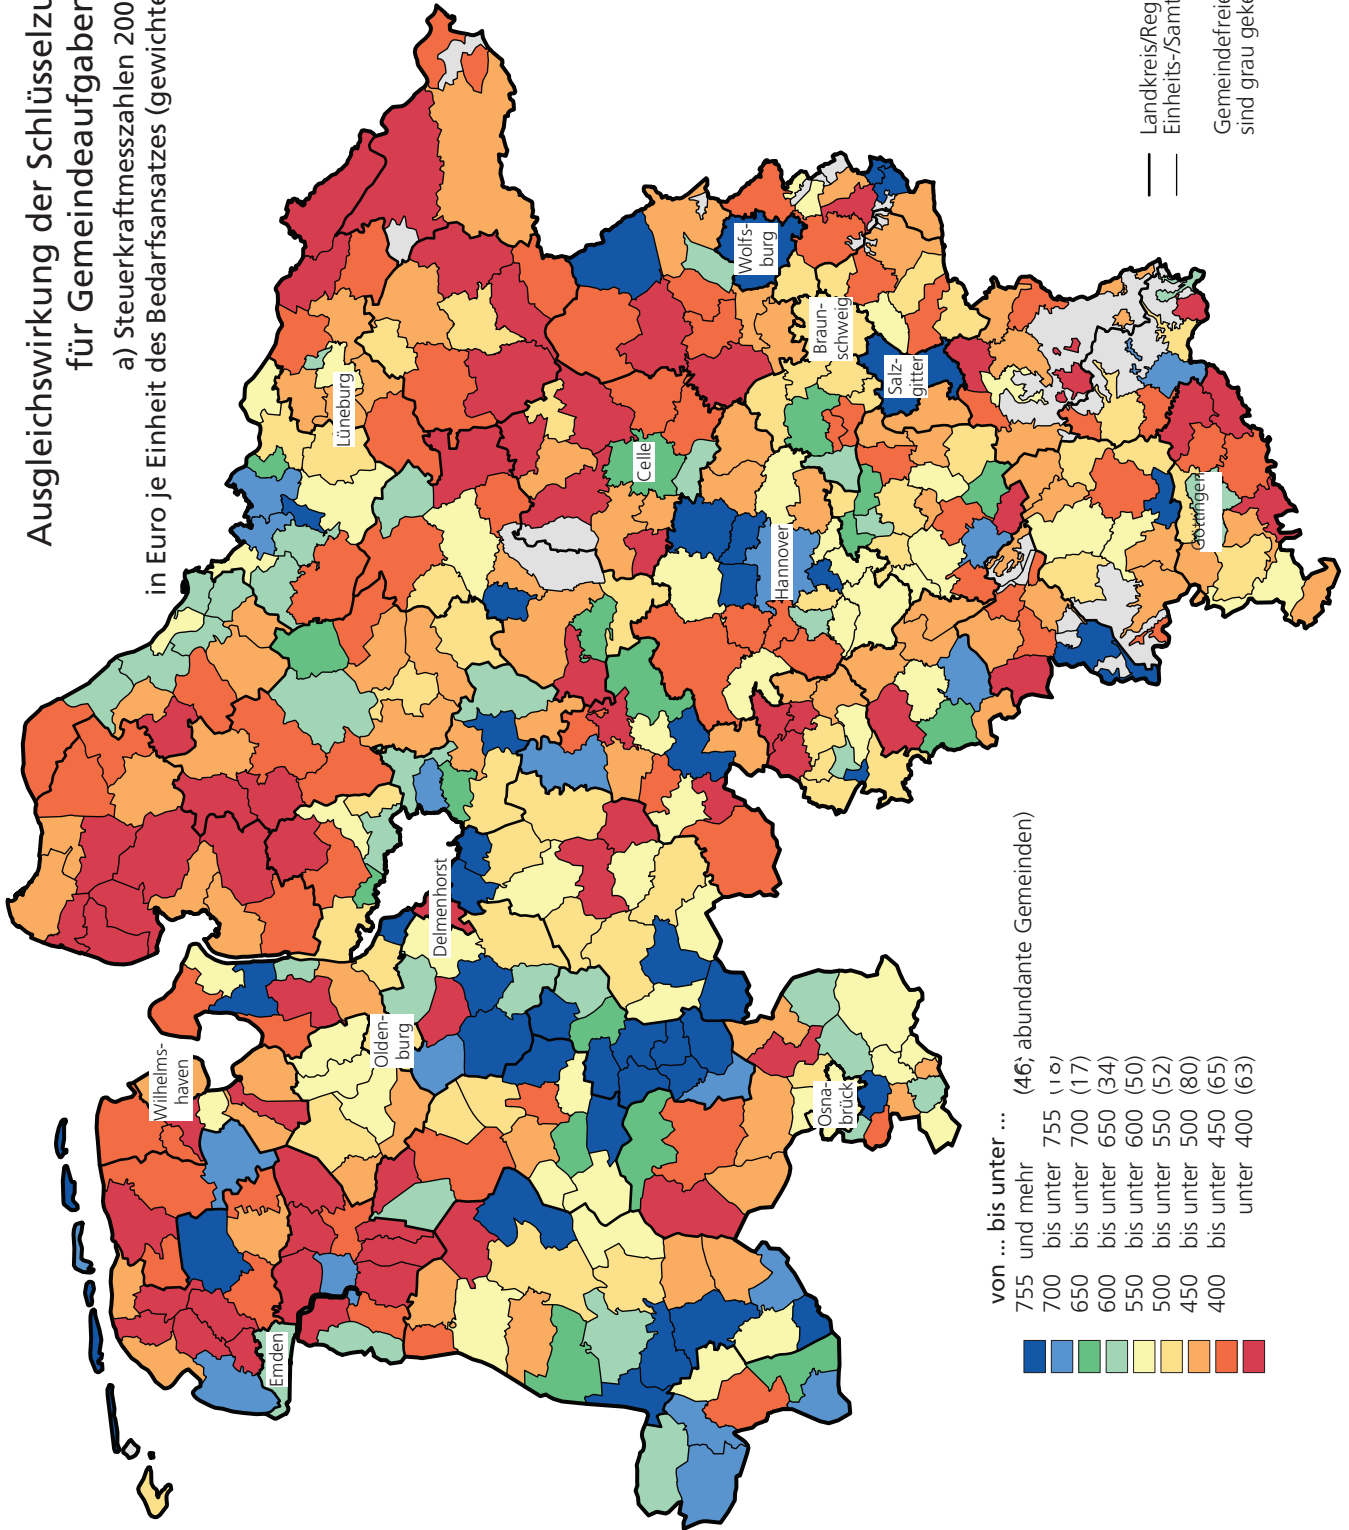 Ausgleichswirkung der Schlüsselzu
für Gemeindeaufgaben
a) Steuerkraftmesszahlen 200
in Euro je Einheit des Bedarfsansatzes (gewichte
Wilhelms-
haven
Emden
Olden-
burg
Delmenhorst
Osna-
brück
Lüneburg
Celle
Hannover
Wolfs-
burg
Braun-
schweig
Salz-
gitter
Göttingen
von ... bis unter ...
755 und mehr (46; abundante Gemeinden)
700 bis unter 755 (18)
650 bis unter 700 (17)
600 bis unter 650 (34)
550 bis unter 600 (50)
500 bis unter 550 (52)
450 bis unter 500 (80)
400 bis unter 450 (65)
unter 400 (63)
Landkreis/Reg
Einheits-/Samt
Gemeindefreie
sind grau geke